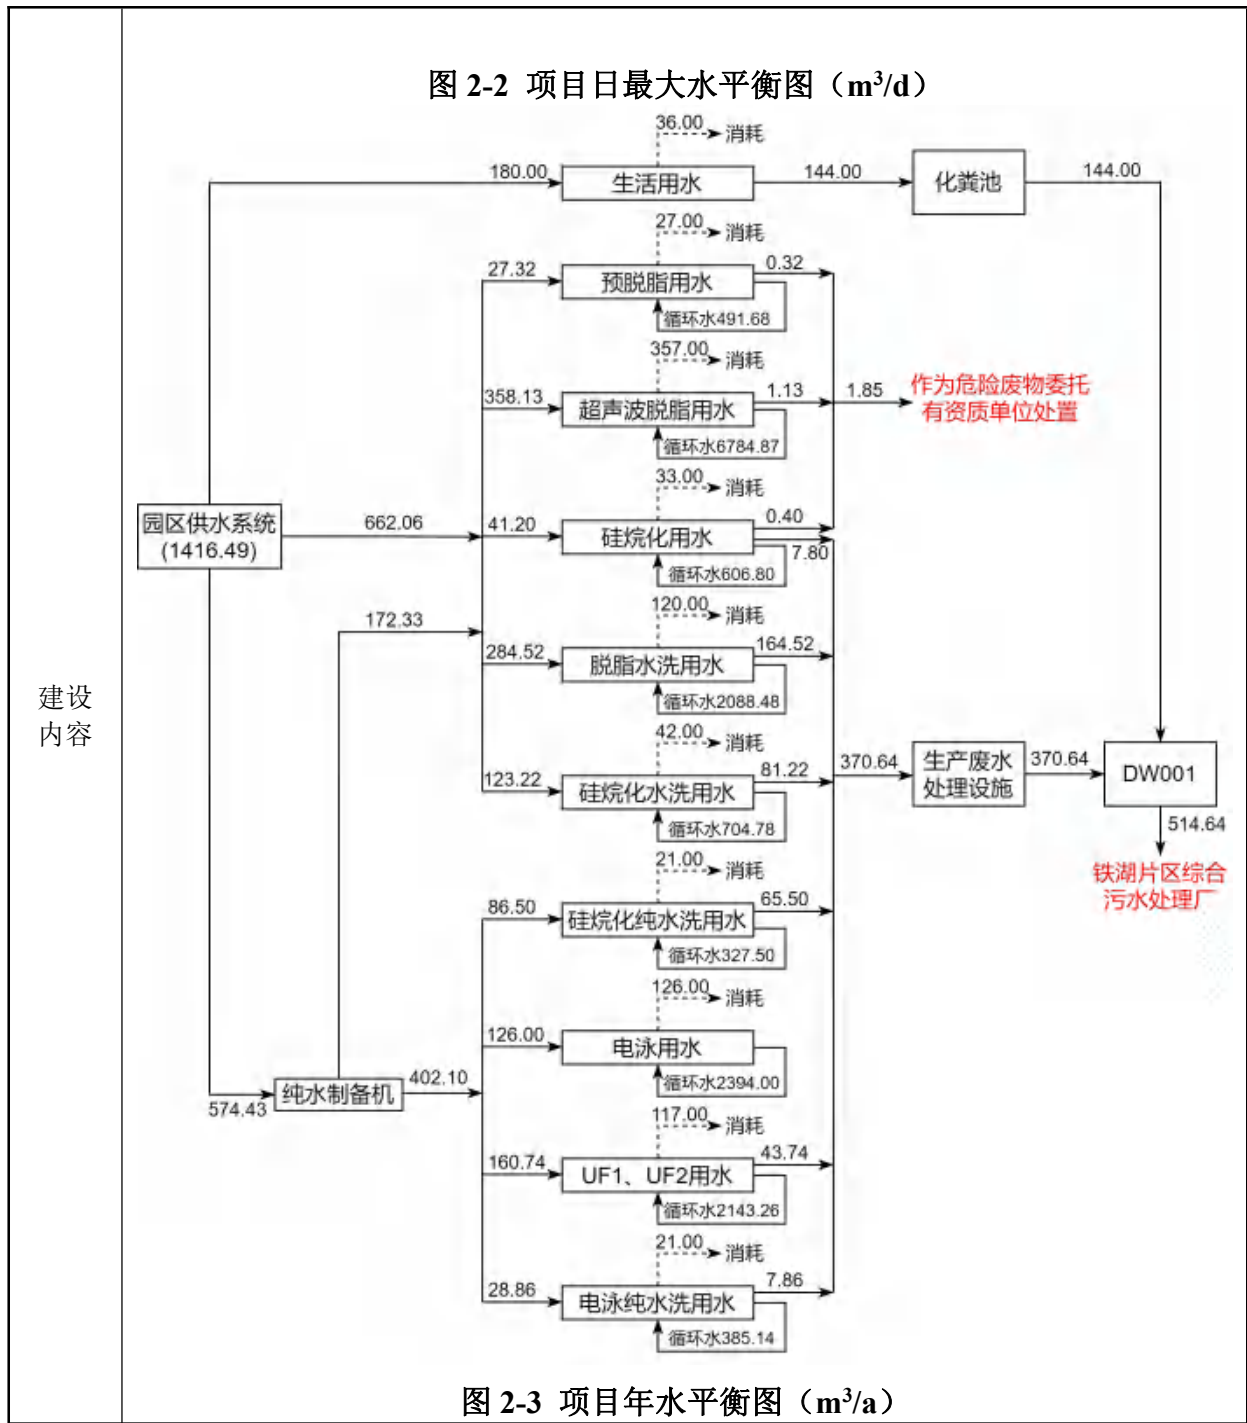 图 2-2 项目日最大水平衡图（m³/d）
36.00
消耗
180.00
生活用水
144.00
化粪池
144.00
27.00
消耗
27.32
预脱脂用水
0.32
循环水491.68
357.00
消耗
358.13
超声波脱脂用水
1.13
1.85
作为危险废物委托
有资质单位处置
循环水6784.87
33.00
消耗
园区供水系统
(1416.49)
662.06
41.20
硅烷化用水
0.40
7.80
循环水606.80
120.00
消耗
172.33
284.52
脱脂水洗用水
164.52
循环水2088.48
建设
内容
42.00
消耗
123.22
硅烷化水洗用水
81.22
370.64
生产废水
处理设施
370.64
DW001
循环水704.78
514.64
铁湖片区综合
污水处理厂
21.00
消耗
86.50
硅烷化纯水洗用水
65.50
循环水327.50
126.00
消耗
126.00
电泳用水
循环水2394.00
574.43
纯水制备机
402.10
117.00
消耗
160.74
UF1、UF2用水
43.74
循环水2143.26
21.00
消耗
28.86
电泳纯水洗用水
7.86
循环水385.14
图 2-3 项目年水平衡图（m³/a）